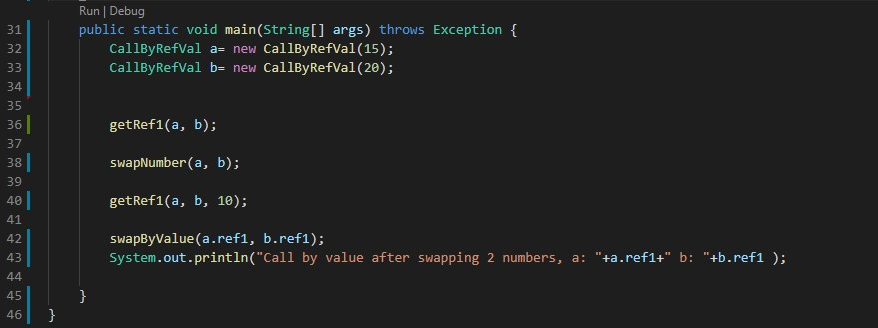 Run | Debug
31 public static void main(String[] args) throws Exception {
32 CallByRefVal a= new CallByRefVal(15);
33 CallByRefVal b= new CallByRefVal(20);
34
35
36 getRef1(a, b);
37
38 swapNumber(a, b);
39
40 getRef1(a, b, 10);
41
42 swapByValue(a.ref1, b.ref1);
43 System.out.println("Call by value after swapping 2 numbers, a: "+a.ref1+" b: "+b.ref1 );
44
45 }
46 }